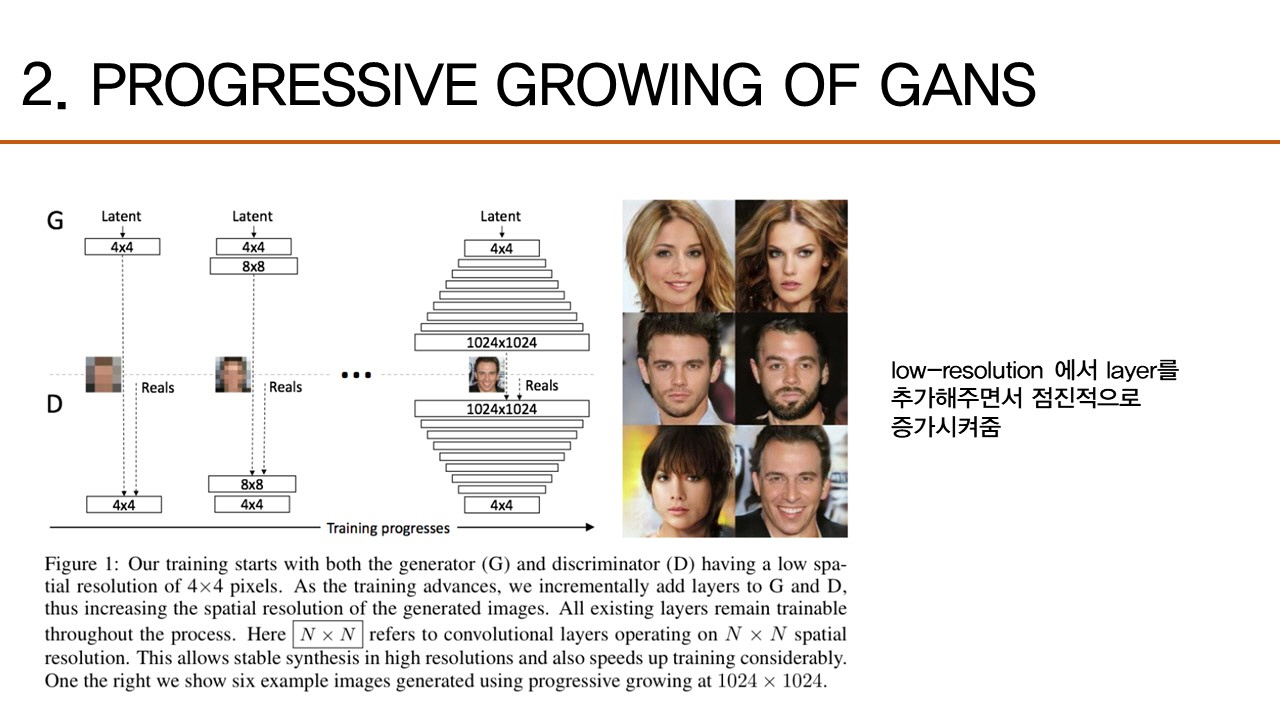 2. PROGRESSIVE GROWING OF GANS
G
Latent
4x4
Latent
4x4
8x8
Latent
4x4
1024x1024
Reals
Reals
...
Reals
D
1024x1024
4x4
8x8
4x4
4x4
Training progresses
low-resolution 에서 layer를
추가해주면서 점진적으로
증가시켜줌
Figure 1: Our training starts with both the generator (G) and discriminator (D) having a low spa-
tial resolution of 4×4 pixels. As the training advances, we incrementally add layers to G and D,
thus increasing the spatial resolution of the generated images. All existing layers remain trainable
throughout the process. Here N × N refers to convolutional layers operating on N × N spatial
resolution. This allows stable synthesis in high resolutions and also speeds up training considerably.
One the right we show six example images generated using progressive growing at 1024 × 1024.